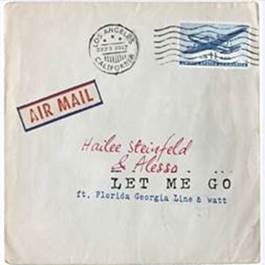 LOS ANGELES
CALIFORNIA
AIR MAIL
Hailee Steinfeld
& Alesso
LET ME GO
ft. Florida Georgia Line & watt